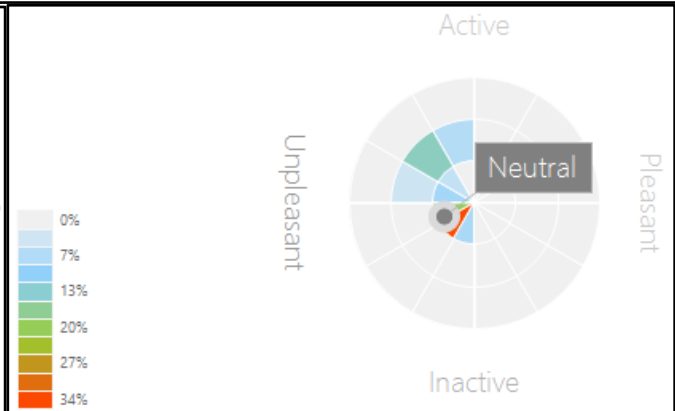 Active
Neutral
Unpleasant
Pleasant
0%
7%
13%
20%
27%
34%
Inactive